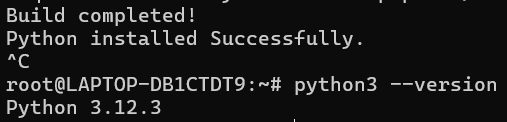 Build completed!
Python installed Successfully.
^C
root@LAPTOP-DB1CTDT9:~# python3 --version
Python 3.12.3